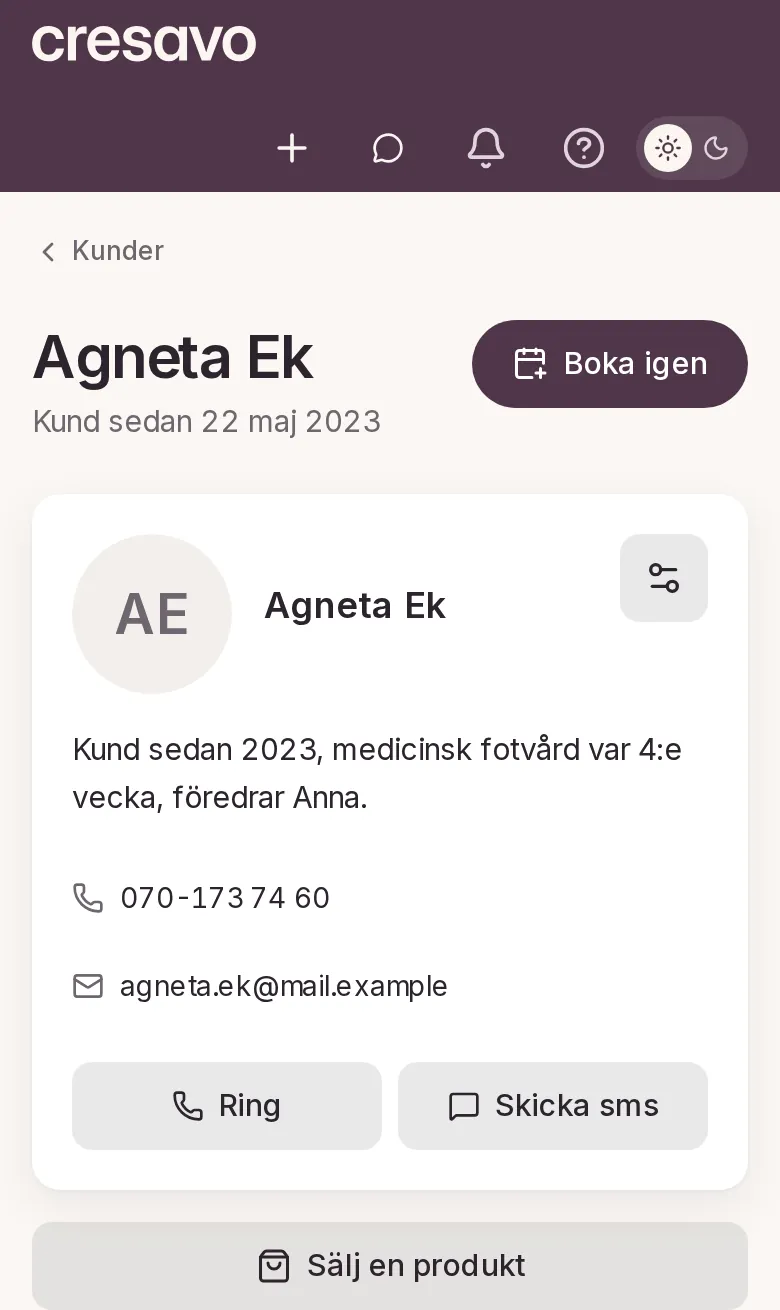 cresavo
Kunder
Agneta Ek
Boka igen
Kund sedan 22 maj 2023
AE
Agneta Ek
Kund sedan 2023, medicinsk fotvård var 4:e
vecka, föredrar Anna.
070-173 74 60
agneta.ek@mail.example
Ring
Skicka sms
Sälj en produkt